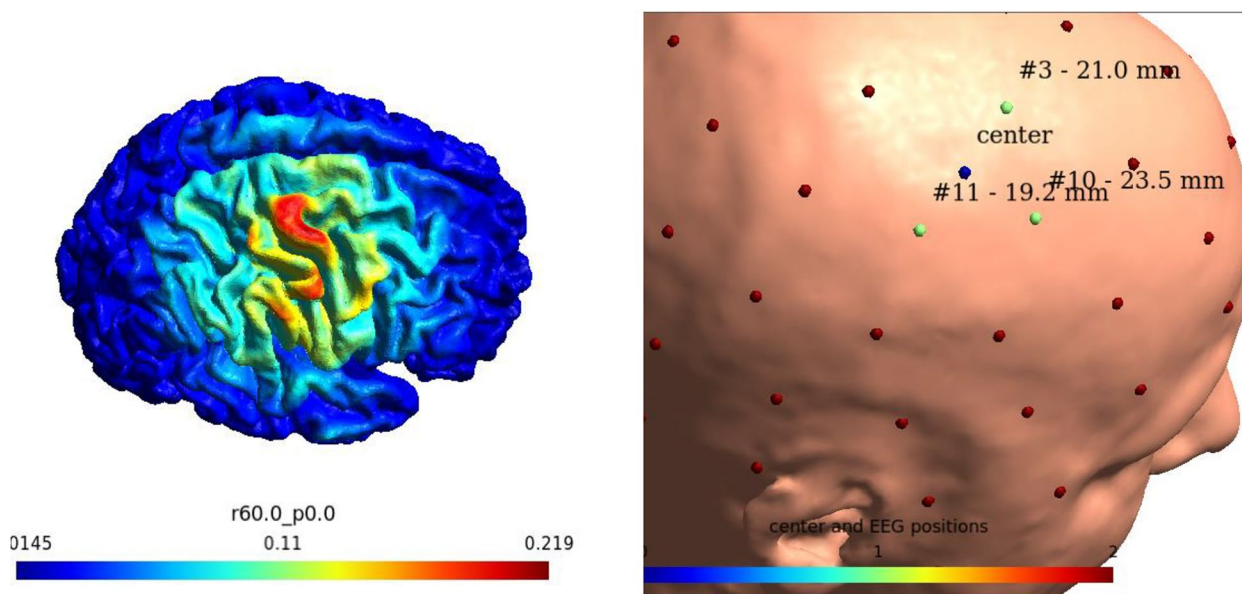 #3 - 21.0 mm
center
#10 - 23.5 mm
#11 - 19.2 mm
r60.0_p0.0
0145 0.11 0.219
center and EEG positions
0 1 2